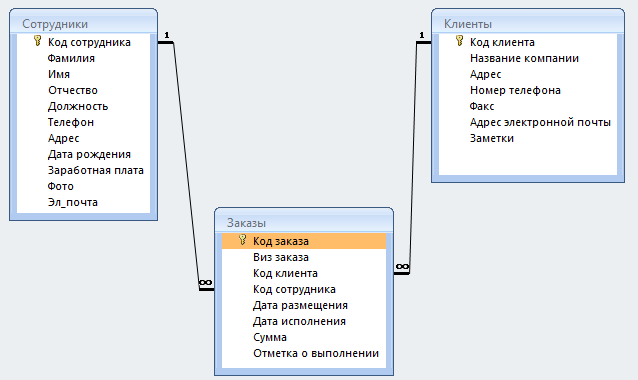 Сотрудники
Код сотрудника
Фамилия
Имя
Отчество
Должность
Телефон
Адрес
Дата рождения
Заработная плата
Фото
Эл_почта
1
∞
Клиенты
Код клиента
Название компании
Адрес
Номер телефона
Факс
Адрес электронной почты
Заметки
1
∞
Заказы
Код заказа
Виз заказа
Код клиента
Код сотрудника
Дата размещения
Дата исполнения
Сумма
Отметка о выполнении